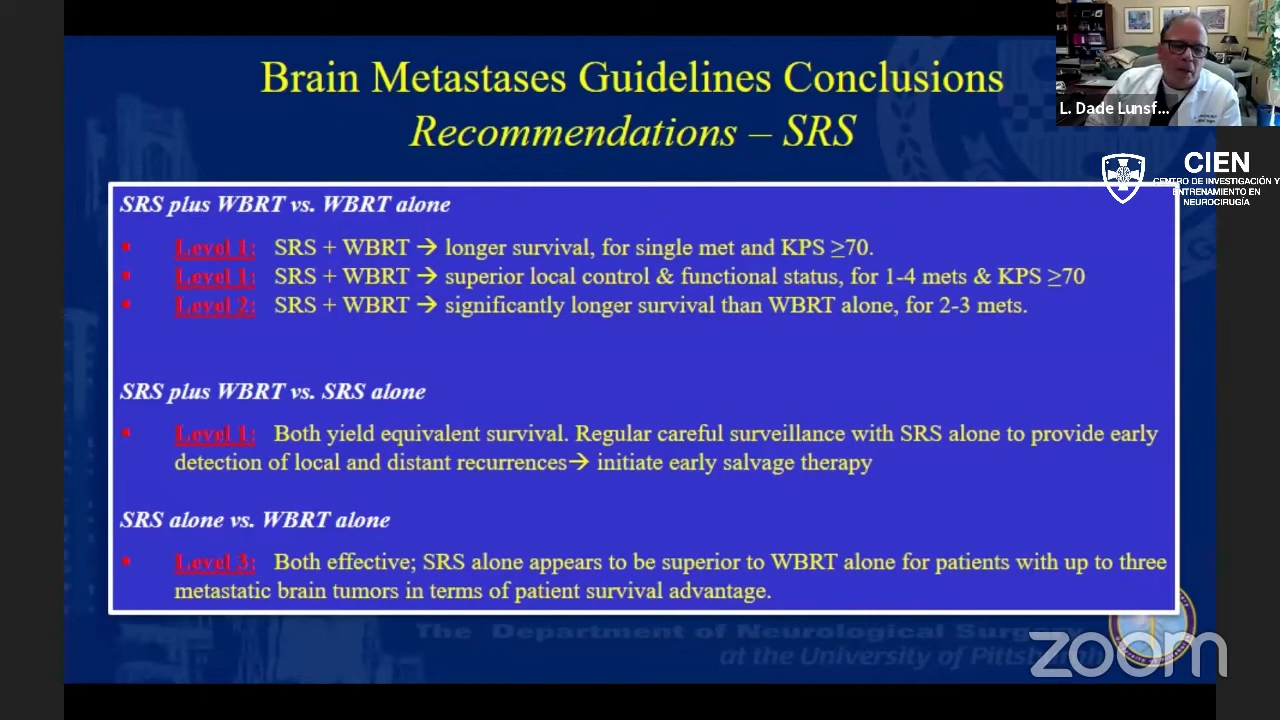 Brain Metastases Guidelines Conclusions
Recommendations – SRS
L. Dade Lunsf...
CIEN
CENTRO DE INVESTIGACIÓN Y
ENTRENAMIENTO EN
NEUROCIRUGÍA
SRS plus WBRT vs. WBRT alone
▪ Level 1: SRS + WBRT → longer survival, for single met and KPS ≥70.
▪ Level 1: SRS + WBRT → superior local control & functional status, for 1-4 mets & KPS ≥70
▪ Level 2: SRS + WBRT → significantly longer survival than WBRT alone, for 2-3 mets.
SRS plus WBRT vs. SRS alone
▪ Level 1: Both yield equivalent survival. Regular careful surveillance with SRS alone to provide early
detection of local and distant recurrences→ initiate early salvage therapy
SRS alone vs. WBRT alone
▪ Level 3: Both effective; SRS alone appears to be superior to WBRT alone for patients with up to three
metastatic brain tumors in terms of patient survival advantage.
The Department of Neurological Surgery
at the University of Pittsburgh
zoom